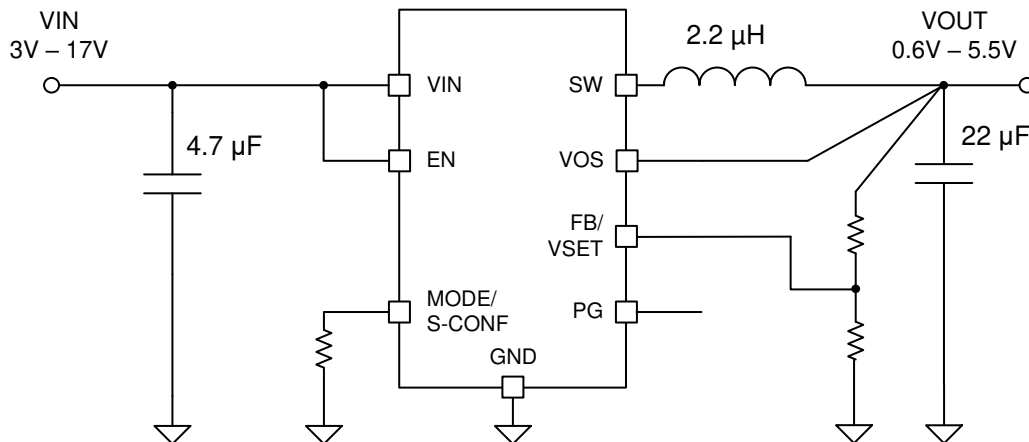 VIN
3V – 17V
4.7 µF
VIN
EN
MODE/
S-CONF
GND
SW
VOS
FB/
VSET
PG
2.2 µH
VOUT
0.6V – 5.5V
22 µF